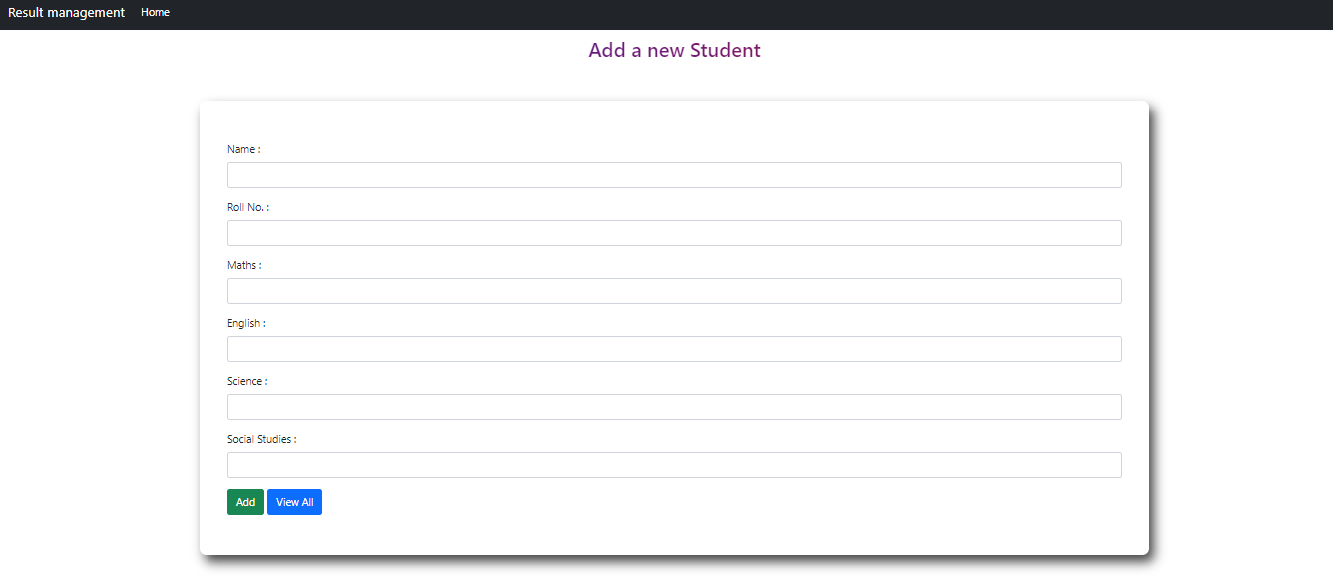 Result management Home
Add a new Student
Name :
Roll No. :
Maths :
English :
Science :
Social Studies :
Add View All